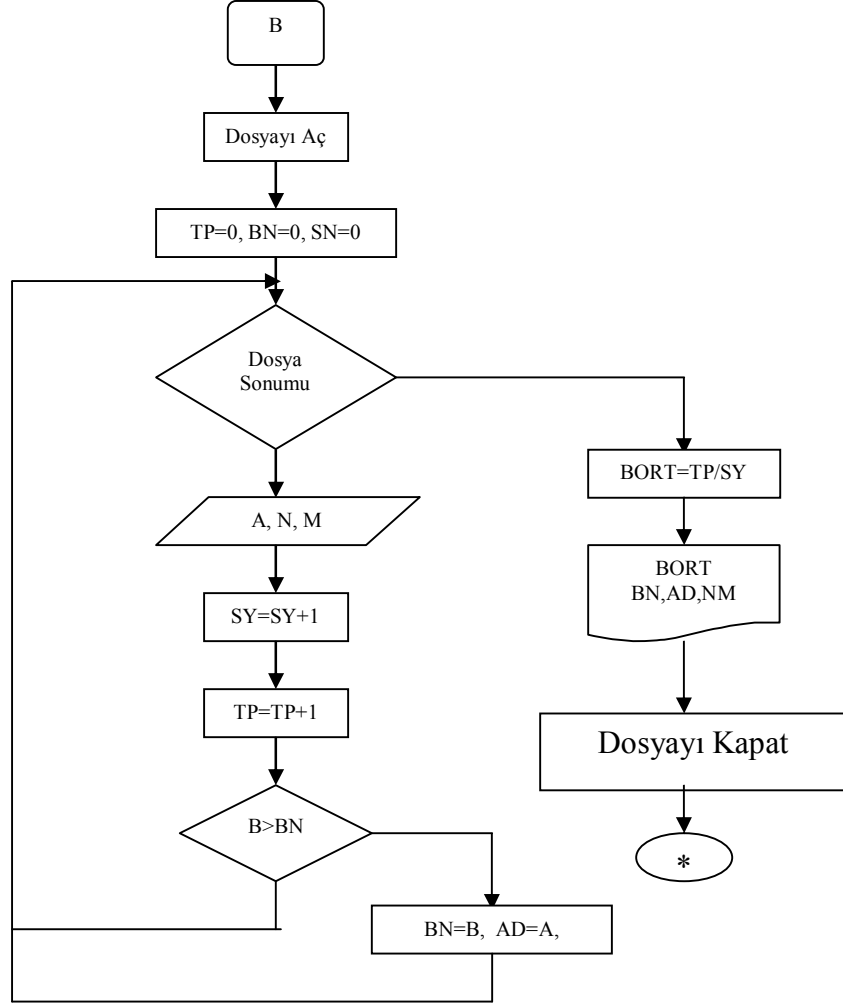 B
Dosyayı Aç
TP=0, BN=0, SN=0
Dosya
Sonumu
A, N, M
SY=SY+1
TP=TP+1
B>BN
BN=B, AD=A,
BORT=TP/SY
BORT
BN,AD,NM
Dosyayı Kapat
*